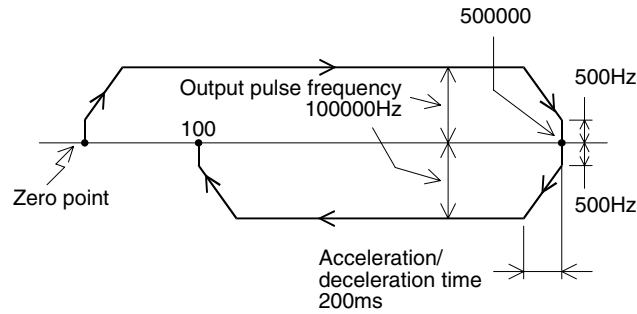 500000
500Hz
Output pulse frequency
100000Hz
100
Zero point
500Hz
Acceleration/
deceleration time
200ms